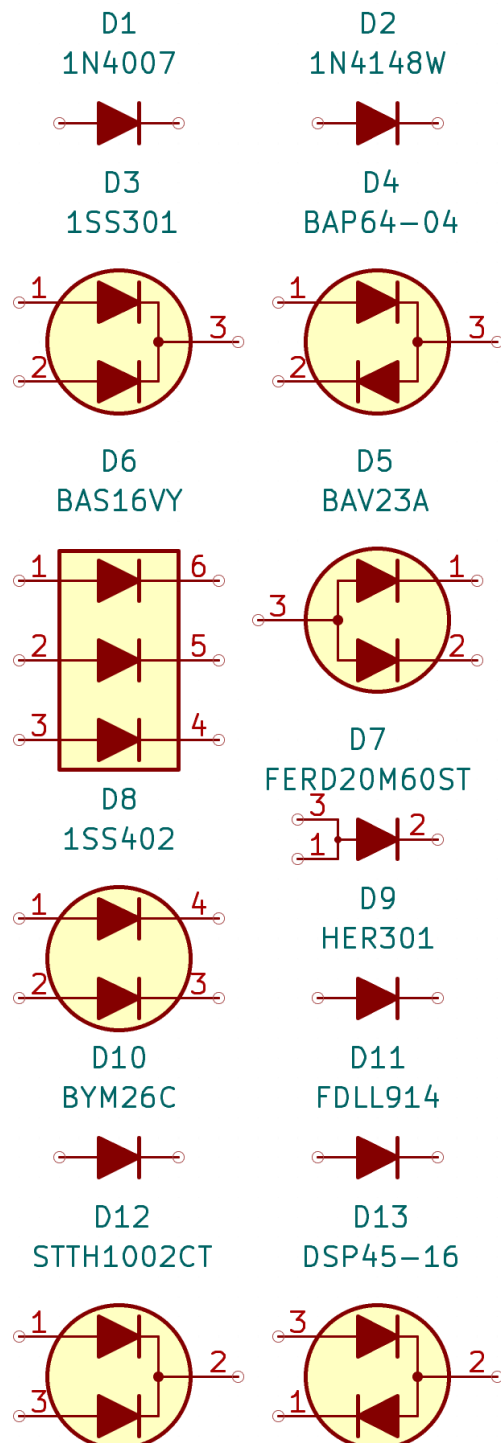 D1
1N4007
D2
1N4148W
D3
1SS301
1
2
3
D4
BAP64-04
1
2
3
D6
BAS16VY
1
6
2
5
3
4
D5
BAV23A
3
1
2
D7
FERD20M60ST
3
1
2
D8
1SS402
1
4
2
3
D9
HER301
D10
BYM26C
D11
FDLL914
D12
STTH1002CT
1
3
2
D13
DSP45-16
3
1
2